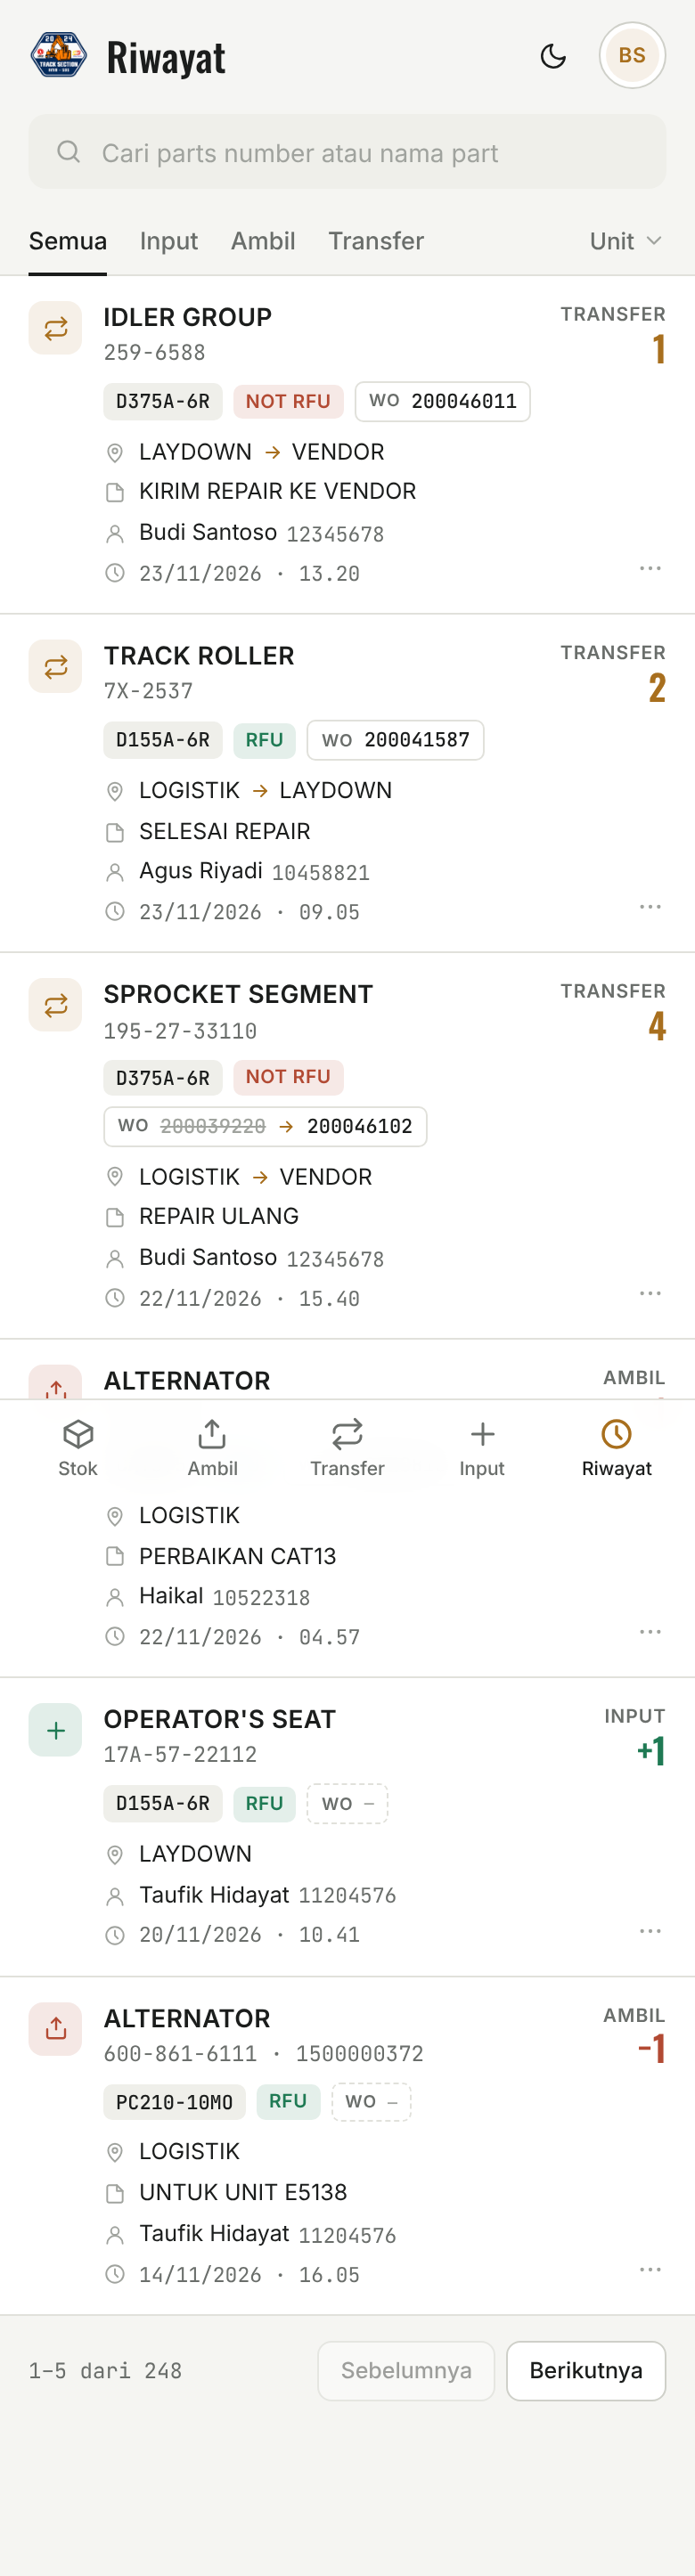 2024
TRACK SECTION
Riwayat
BS
Cari parts number atau nama part
Semua Input Ambil Transfer Unit
IDLER GROUP TRANSFER
259-6588 1
D375A-6R NOT RFU WO 200046011
LAYDOWN → VENDOR
KIRIM REPAIR KE VENDOR
Budi Santoso 12345678
23/11/2026 · 13.20 ...
TRACK ROLLER TRANSFER
7X-2537 2
D155A-6R RFU WO 200041587
LOGISTIK → LAYDOWN
SELESAI REPAIR
Agus Riyadi 10458821
23/11/2026 · 09.05 ...
SPROCKET SEGMENT TRANSFER
195-27-33110 4
D375A-6R NOT RFU
WO 200039220 → 200046102
LOGISTIK → VENDOR
REPAIR ULANG
Budi Santoso 12345678
22/11/2026 · 15.40 ...
ALTERNATOR AMBIL
Stok Ambil Transfer Input Riwayat
LOGISTIK
PERBAIKAN CAT13
Haikal 10522318
22/11/2026 · 04.57 ...
OPERATOR'S SEAT INPUT
17A-57-22112 +1
D155A-6R RFU WO –
LAYDOWN
Taufik Hidayat 11204576
20/11/2026 · 10.41 ...
ALTERNATOR AMBIL
600-861-6111 · 1500000372 −1
PC210-10MO RFU WO –
LOGISTIK
UNTUK UNIT E5138
Taufik Hidayat 11204576
14/11/2026 · 16.05 ...
1–5 dari 248 Sebelumnya Berikutnya